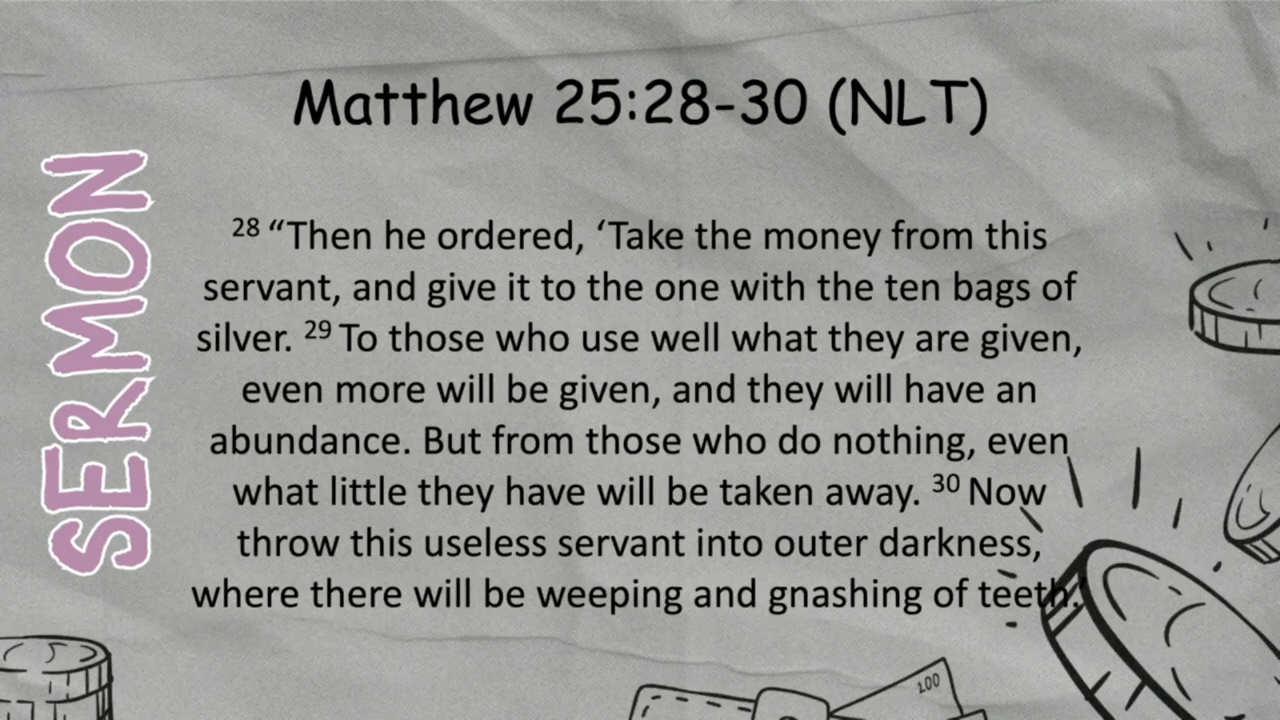 Matthew 25:28-30 (NLT)
SERMON
28 “Then he ordered, ‘Take the money from this
servant, and give it to the one with the ten bags of
silver. 29 To those who use well what they are given,
even more will be given, and they will have an
abundance. But from those who do nothing, even
what little they have will be taken away. 30 Now
throw this useless servant into outer darkness,
where there will be weeping and gnashing of teeth.’
100